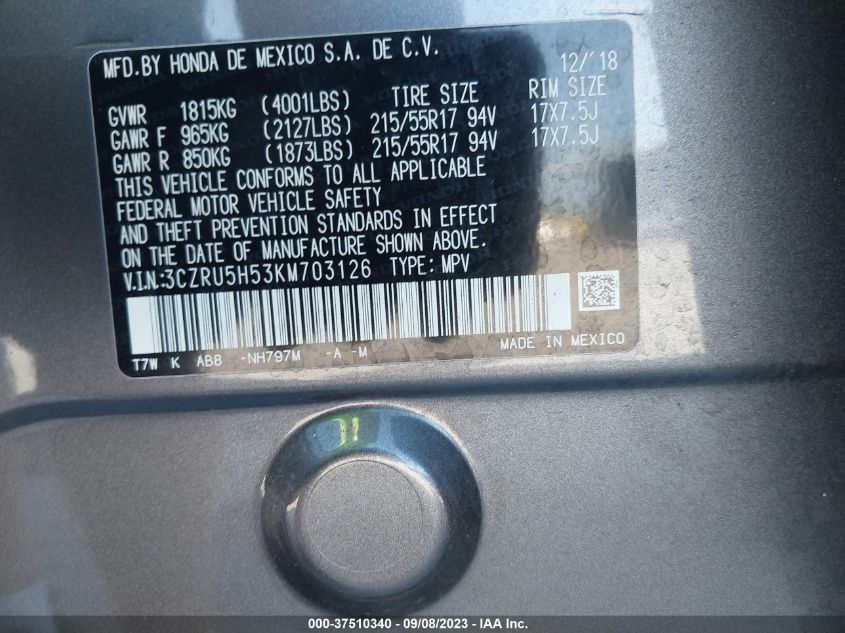 MFD.BY HONDA DE MEXICO S.A. DE C.V. 12/'18
TIRE SIZE RIM SIZE
GVWR 1815KG (4001LBS)
GAWR F 965KG (2127LBS) 215/55R17 94V 17X7.5J
GAWR R 850KG (1873LBS) 215/55R17 94V 17X7.5J
THIS VEHICLE CONFORMS TO ALL APPLICABLE
FEDERAL MOTOR VEHICLE SAFETY
AND THEFT PREVENTION STANDARDS IN EFFECT
ON THE DATE OF MANUFACTURE SHOWN ABOVE.
V.I.N:3CZRU5H53KM703126 TYPE: MPV
T7W K AB8 -NH797M -A -M MADE IN MEXICO
000-37510340 - 09/08/2023 - IAA Inc.